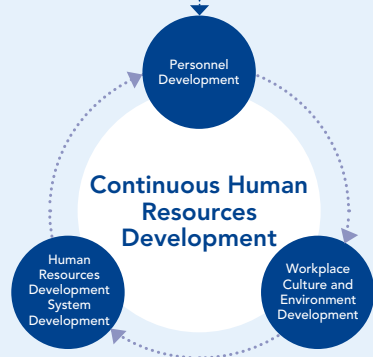 Personnel
Development
Continuous Human
Resources
Development
Human
Resources
Development
System
Development
Workplace
Culture and
Environment
Development